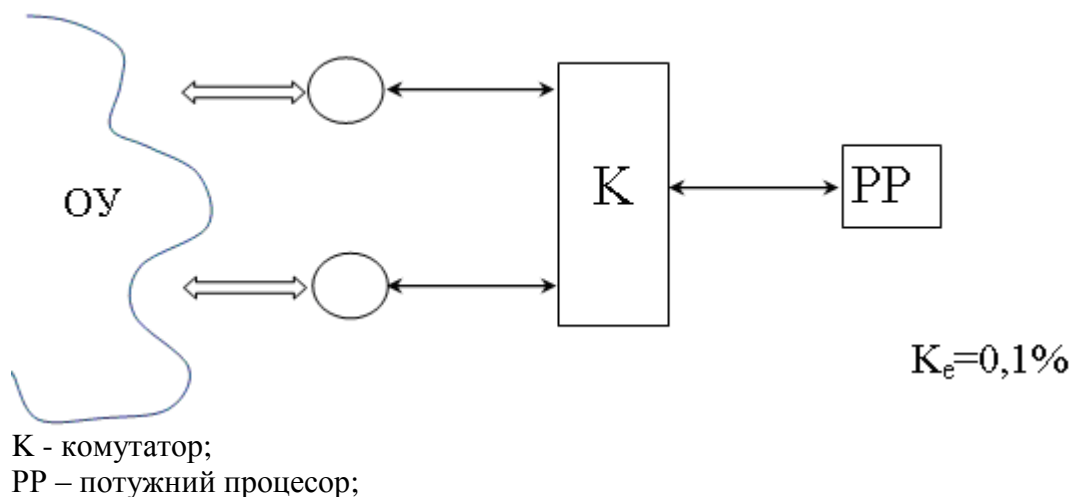 ОУ
K
PP
Ke=0,1%
K - комутатор;
PP – потужний процесор;